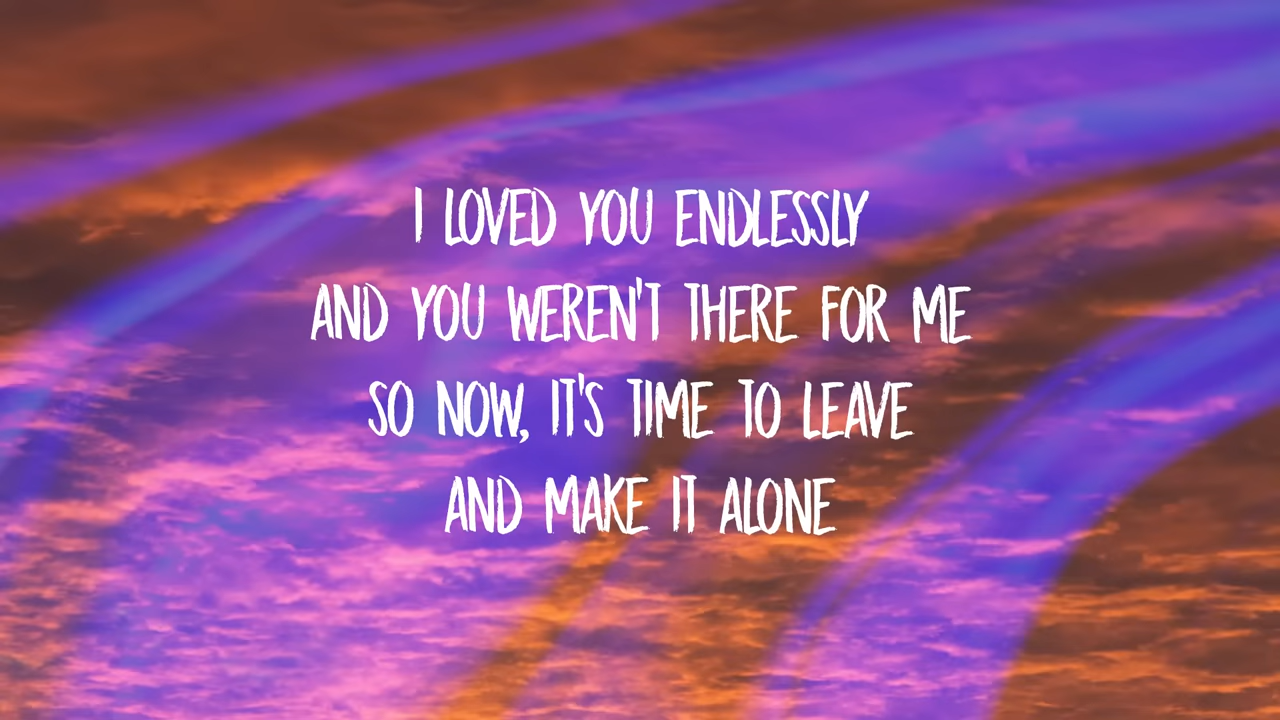 I LOVED YOU ENDLESSLY
AND YOU WEREN'T THERE FOR ME
SO NOW, IT'S TIME TO LEAVE
AND MAKE IT ALONE